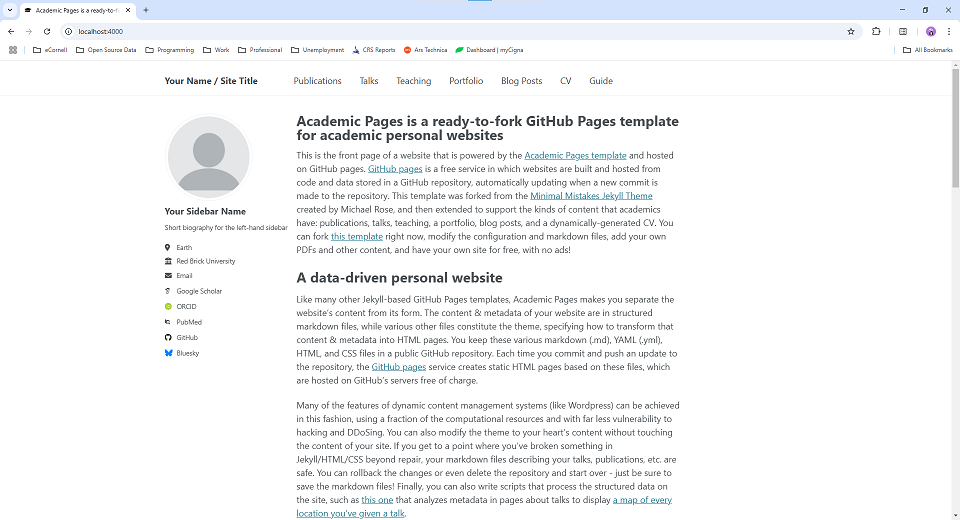 Academic Pages is a ready-to-f
localhost:4000
eCornell
Open Source Data
Programming
Work
Professional
Unemployment
CRS Reports
Ars Technica
Dashboard | myCigna
All Bookmarks
Your Name / Site Title
Publications
Talks
Teaching
Portfolio
Blog Posts
CV
Guide
Your Sidebar Name
Short biography for the left-hand sidebar
Earth
Red Brick University
Email
Google Scholar
ORCID
PubMed
GitHub
Bluesky
Academic Pages is a ready-to-fork GitHub Pages template
for academic personal websites
This is the front page of a website that is powered by the Academic Pages template and hosted
on GitHub pages. GitHub pages is a free service in which websites are built and hosted from
code and data stored in a GitHub repository, automatically updating when a new commit is
made to the repository. This template was forked from the Minimal Mistakes Jekyll Theme
created by Michael Rose, and then extended to support the kinds of content that academics
have: publications, talks, teaching, a portfolio, blog posts, and a dynamically-generated CV. You
can fork this template right now, modify the configuration and markdown files, add your own
PDFs and other content, and have your own site for free, with no ads!
A data-driven personal website
Like many other Jekyll-based GitHub Pages templates, Academic Pages makes you separate the
website's content from its form. The content & metadata of your website are in structured
markdown files, while various other files constitute the theme, specifying how to transform that
content & metadata into HTML pages. You keep these various markdown (.md), YAML (.yml),
HTML, and CSS files in a public GitHub repository. Each time you commit and push an update to
the repository, the GitHub pages service creates static HTML pages based on these files, which
are hosted on GitHub's servers free of charge.
Many of the features of dynamic content management systems (like Wordpress) can be achieved
in this fashion, using a fraction of the computational resources and with far less vulnerability to
hacking and DDoSing. You can also modify the theme to your heart's content without touching
the content of your site. If you get to a point where you've broken something in
Jekyll/HTML/CSS beyond repair, your markdown files describing your talks, publications, etc. are
safe. You can rollback the changes or even delete the repository and start over - just be sure to
save the markdown files! Finally, you can also write scripts that process the structured data on
the site, such as this one that analyzes metadata in pages about talks to display a map of every
location you've given a talk.